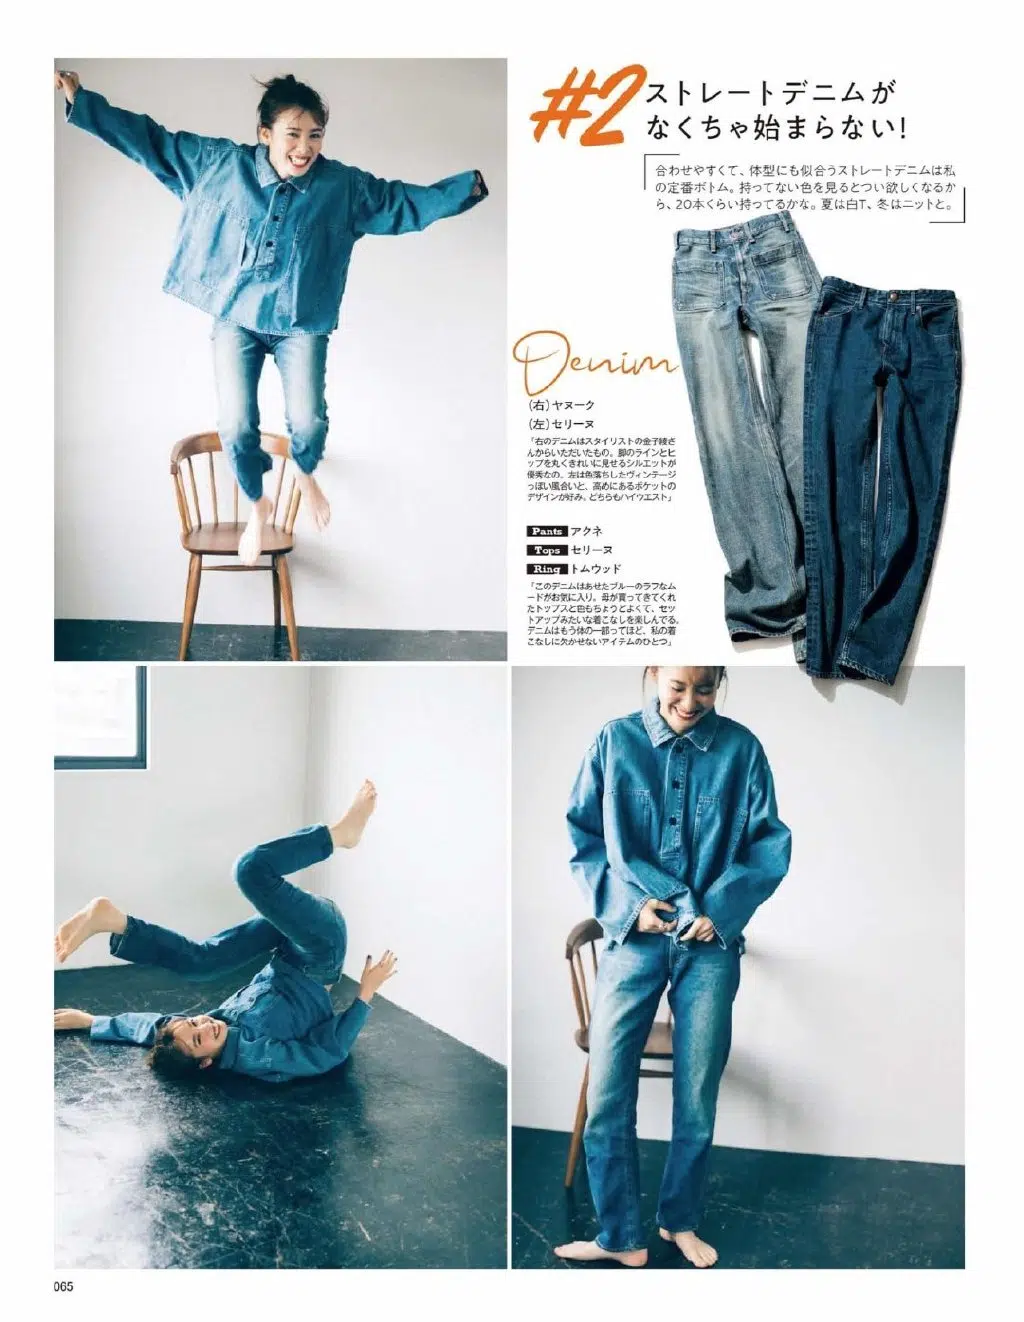 #2
ストレートデニムが
なくちゃ始まらない!
合わせやすくて、体型にも似合うストレートデニムは私
の定番ボトム。持ってない色を見るとつい欲しくなるか
ら、20本くらい持ってるかな。夏は白T、冬はニットと。
Denim
(右)ヤヌーク
(左)セリーヌ
「右のデニムはスタイリストの金子綾さ
んからいただいたもの。脚のラインとヒ
ップを丸くきれいに見せるシルエットが
優秀なの。左は色落ちしたヴィンテージ
っぽい風合いと、高めにあるポケットの
デザインが好み。どちらもハイウエスト」
Pants アクネ
Tops セリーヌ
Ring トムウッド
「このデニムはあせたブルーのラフなム
ードがお気に入り。母が買ってきてくれ
たトップスと色もちょうどよくて、セッ
トアップみたいな着こなしを楽しんでる。
デニムはもう体の一部ってほど、私の着
こなしに欠かせないアイテムのひとつ」
065